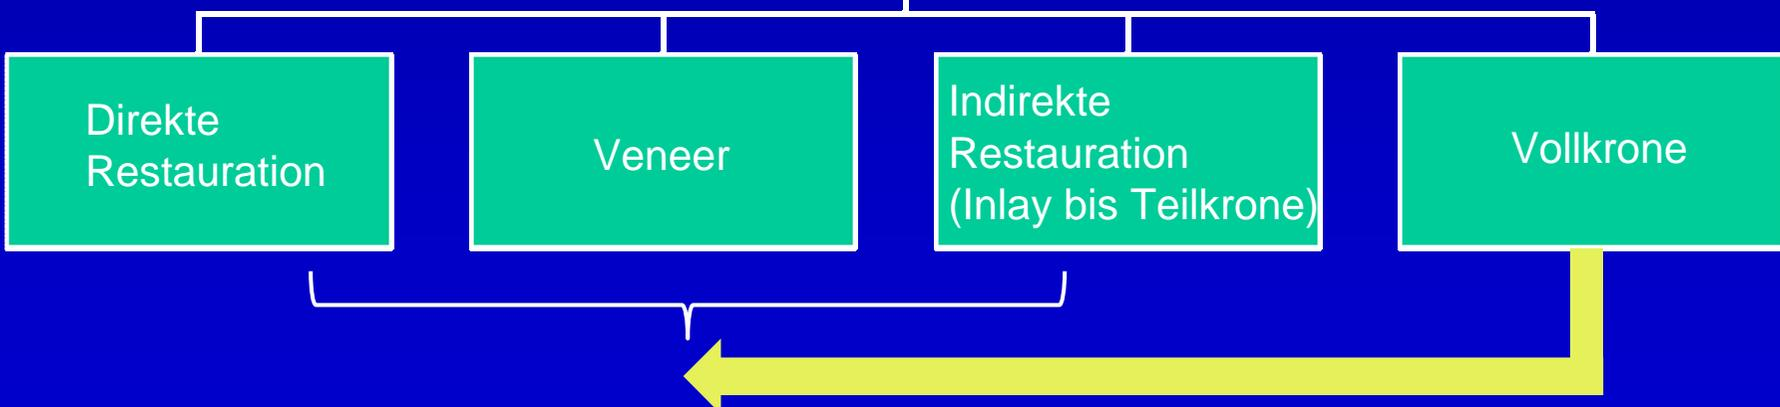 Direkte
Restauration
Veneer
Indirekte
Restauration
(Inlay bis Teilkrone)
Vollkrone